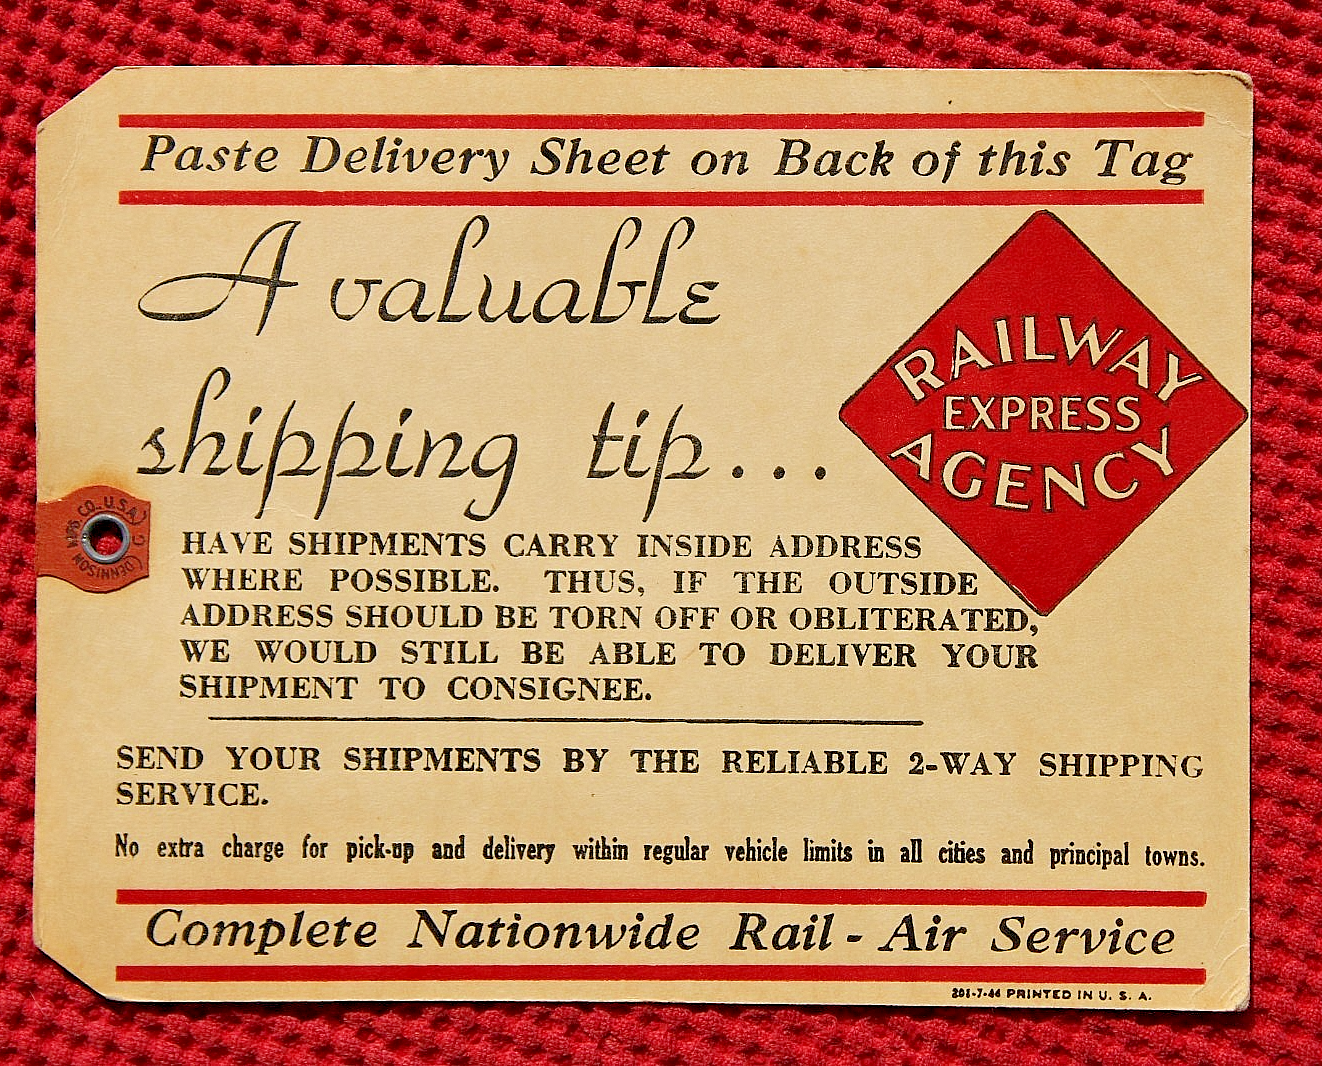 Paste Delivery Sheet on Back of this Tag
A valuable
shipping tip...
RAILWAY
EXPRESS
AGENCY
DENNISON MFG CO. U.S.A.
HAVE SHIPMENTS CARRY INSIDE ADDRESS
WHERE POSSIBLE. THUS, IF THE OUTSIDE
ADDRESS SHOULD BE TORN OFF OR OBLITERATED,
WE WOULD STILL BE ABLE TO DELIVER YOUR
SHIPMENT TO CONSIGNEE.
SEND YOUR SHIPMENTS BY THE RELIABLE 2-WAY SHIPPING
SERVICE.
No extra charge for pick-up and delivery within regular vehicle limits in all cities and principal towns.
Complete Nationwide Rail - Air Service
PRINTED IN U. S. A.